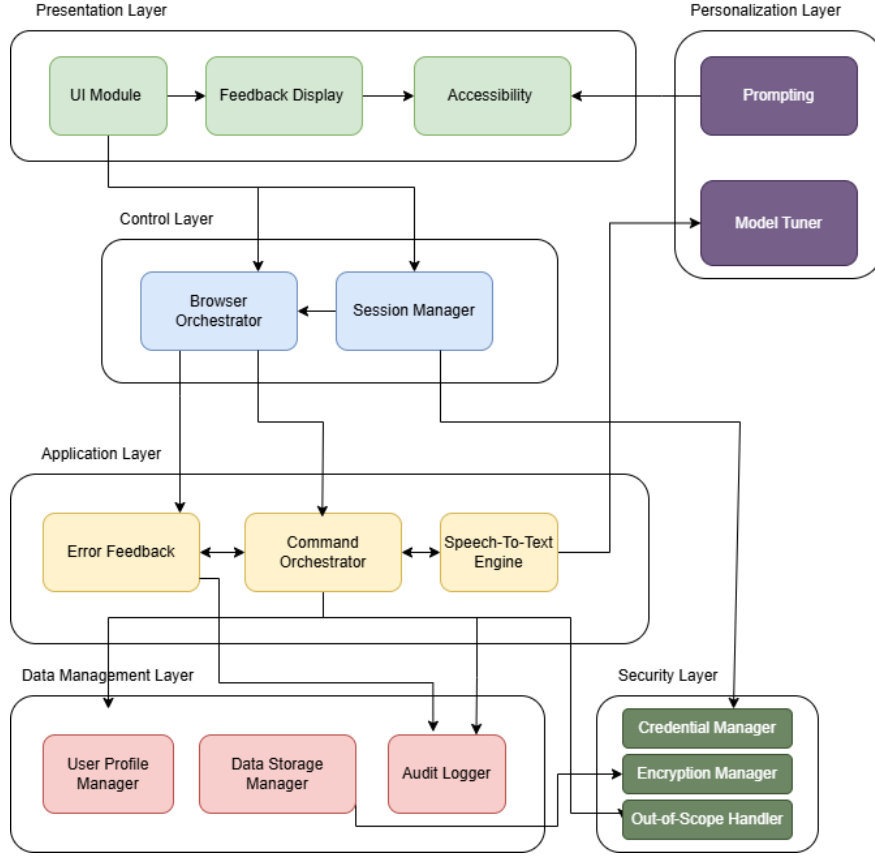 Presentation Layer
Personalization Layer
UI Module
Feedback Display
Accessibility
Prompting
Control Layer
Model Tuner
Browser
Orchestrator
Session Manager
Application Layer
Error Feedback
Command
Orchestrator
Speech-To-Text
Engine
Data Management Layer
Security Layer
User Profile
Manager
Data Storage
Manager
Audit Logger
Credential Manager
Encryption Manager
Out-of-Scope Handler